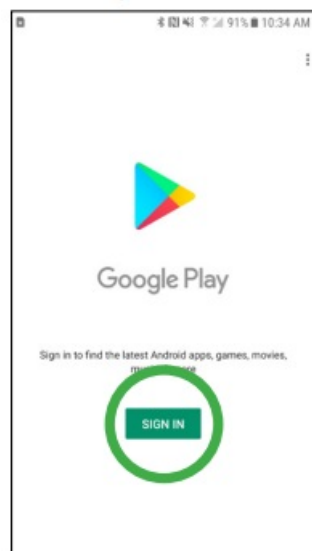 91% 10:34 AM
Google Play
Sign in to find the latest Android apps, games, movies,
SIGN IN